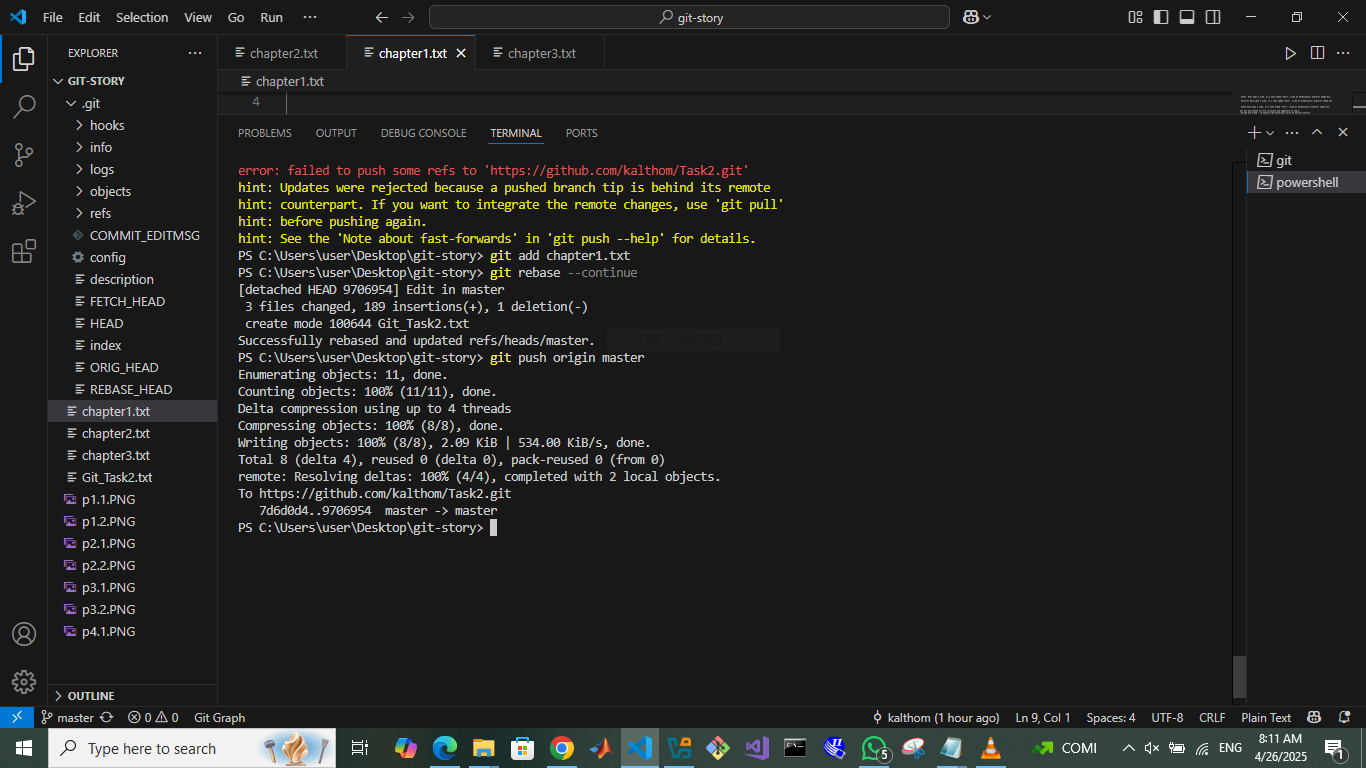 File Edit Selection View Go Run ··· git-story
EXPLORER ···
GIT-STORY
.git
hooks
info
logs
objects
refs
COMMIT_EDITMSG
config
description
FETCH_HEAD
HEAD
index
ORIG_HEAD
REBASE_HEAD
chapter1.txt
chapter2.txt
chapter3.txt
Git_Task2.txt
p1.1.PNG
p1.2.PNG
p2.1.PNG
p2.2.PNG
p3.1.PNG
p3.2.PNG
p4.1.PNG
OUTLINE
chapter2.txt chapter1.txt chapter3.txt
chapter1.txt
4
PROBLEMS OUTPUT DEBUG CONSOLE TERMINAL PORTS
error: failed to push some refs to 'https://github.com/kalthom/Task2.git'
hint: Updates were rejected because a pushed branch tip is behind its remote
hint: counterpart. If you want to integrate the remote changes, use 'git pull'
hint: before pushing again.
hint: See the 'Note about fast-forwards' in 'git push --help' for details.
PS C:\Users\user\Desktop\git-story> git add chapter1.txt
PS C:\Users\user\Desktop\git-story> git rebase --continue
[detached HEAD 9706954] Edit in master
3 files changed, 189 insertions(+), 1 deletion(-)
create mode 100644 Git_Task2.txt
Successfully rebased and updated refs/heads/master.
PS C:\Users\user\Desktop\git-story> git push origin master
Enumerating objects: 11, done.
Counting objects: 100% (11/11), done.
Delta compression using up to 4 threads
Compressing objects: 100% (8/8), done.
Writing objects: 100% (8/8), 2.09 KiB | 534.00 KiB/s, done.
Total 8 (delta 4), reused 0 (delta 0), pack-reused 0 (from 0)
remote: Resolving deltas: 100% (4/4), completed with 2 local objects.
To https://github.com/kalthom/Task2.git
7d6d0d4..9706954 master -> master
PS C:\Users\user\Desktop\git-story>
git
powershell
master 0 0 Git Graph kalthom (1 hour ago) Ln 9, Col 1 Spaces: 4 UTF-8 CRLF Plain Text
Type here to search 5 COMI ENG 8:11 AM 1
4/26/2025